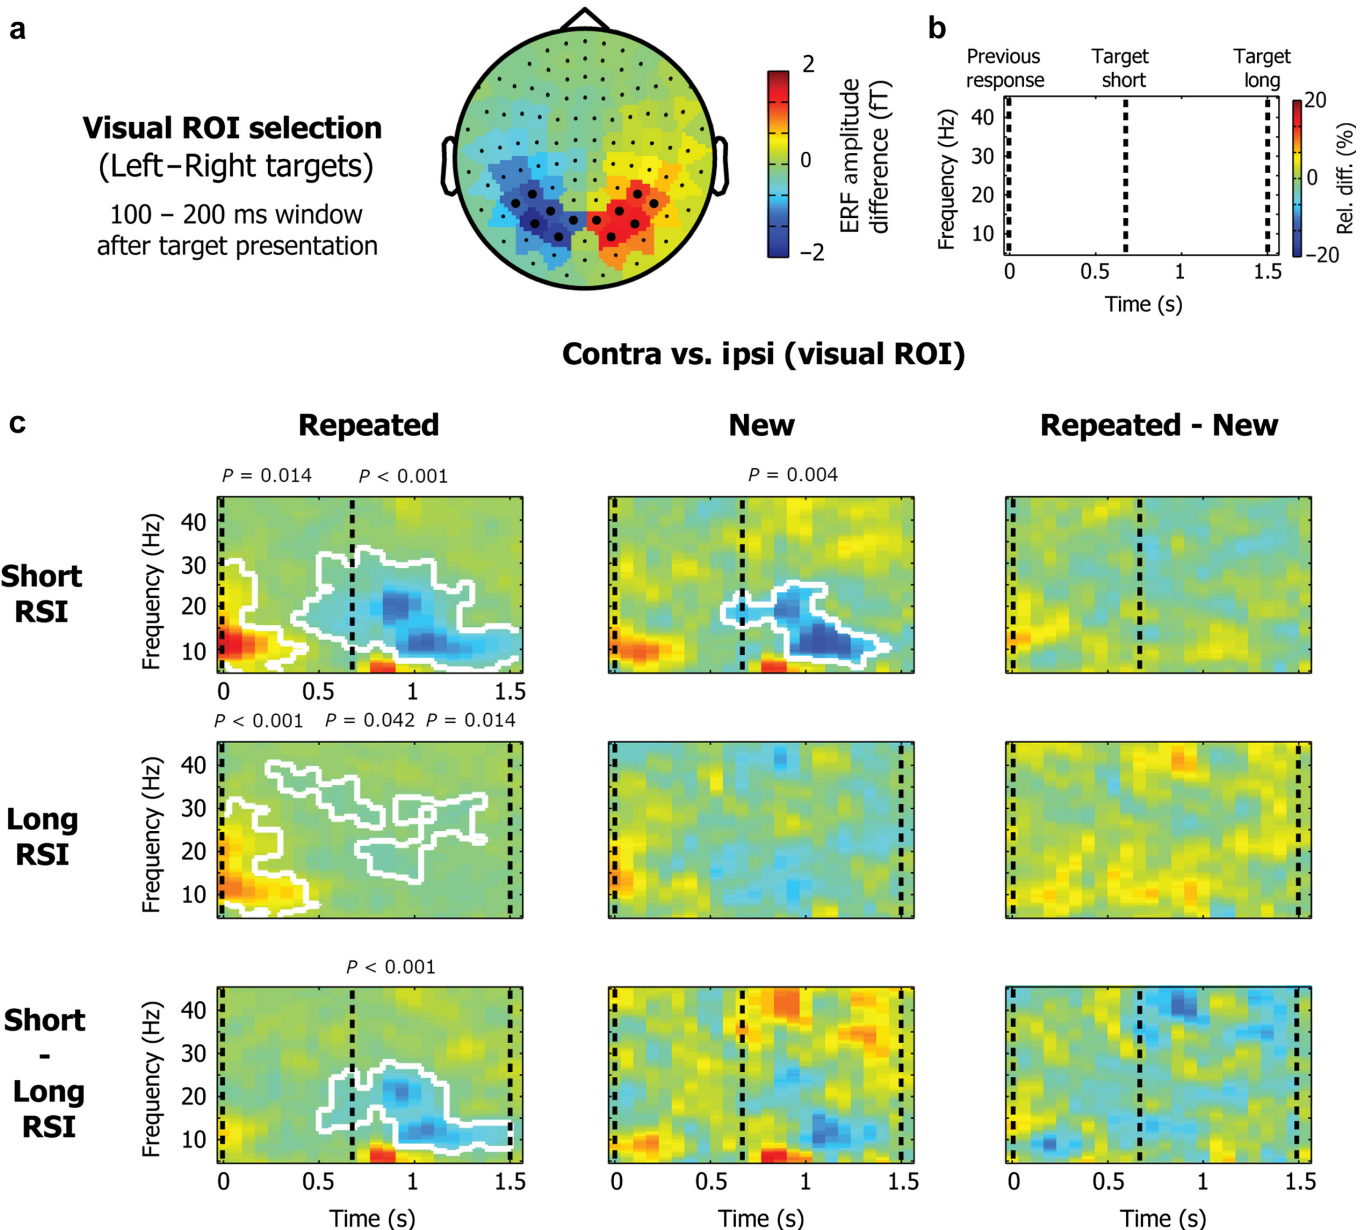 a
Visual ROI selection
(Left–Right targets)
100 – 200 ms window
after target presentation
2
0
−2
ERF amplitude
difference (fT)
b
Previous
response
Target
short
Target
long
40
30
20
10
Frequency (Hz)
0
0.5
1
1.5
Time (s)
20
0
−20
Rel. diff. (%)
Contra vs. ipsi (visual ROI)
c
Repeated
New
Repeated - New
P = 0.014
P < 0.001
P = 0.004
Short
RSI
Frequency (Hz)
40
30
20
10
0
0.5
1
1.5
P < 0.001
P = 0.042
P = 0.014
Long
RSI
Frequency (Hz)
40
30
20
10
P < 0.001
Short
-
Long
RSI
Frequency (Hz)
40
30
20
10
0
0.5
1
1.5
Time (s)
0
0.5
1
1.5
Time (s)
0
0.5
1
1.5
Time (s)